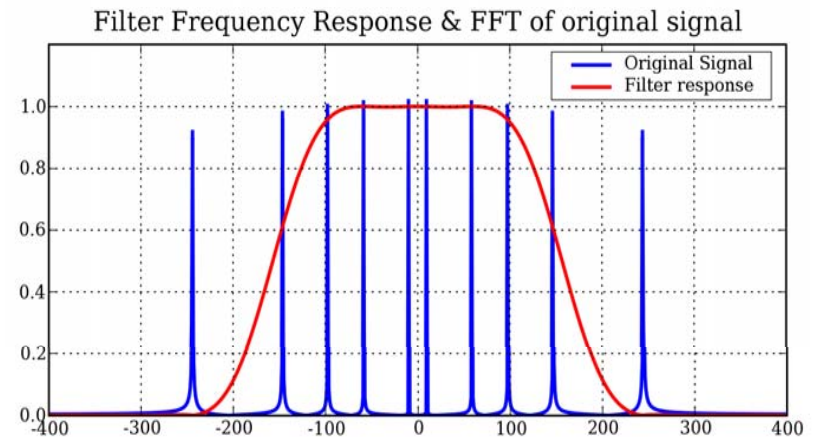 Filter Frequency Response & FFT of original signal
Original Signal
Filter response
1.0
0.8
0.6
0.4
0.2
0.0
-400 -300 -200 -100 0 100 200 300 400